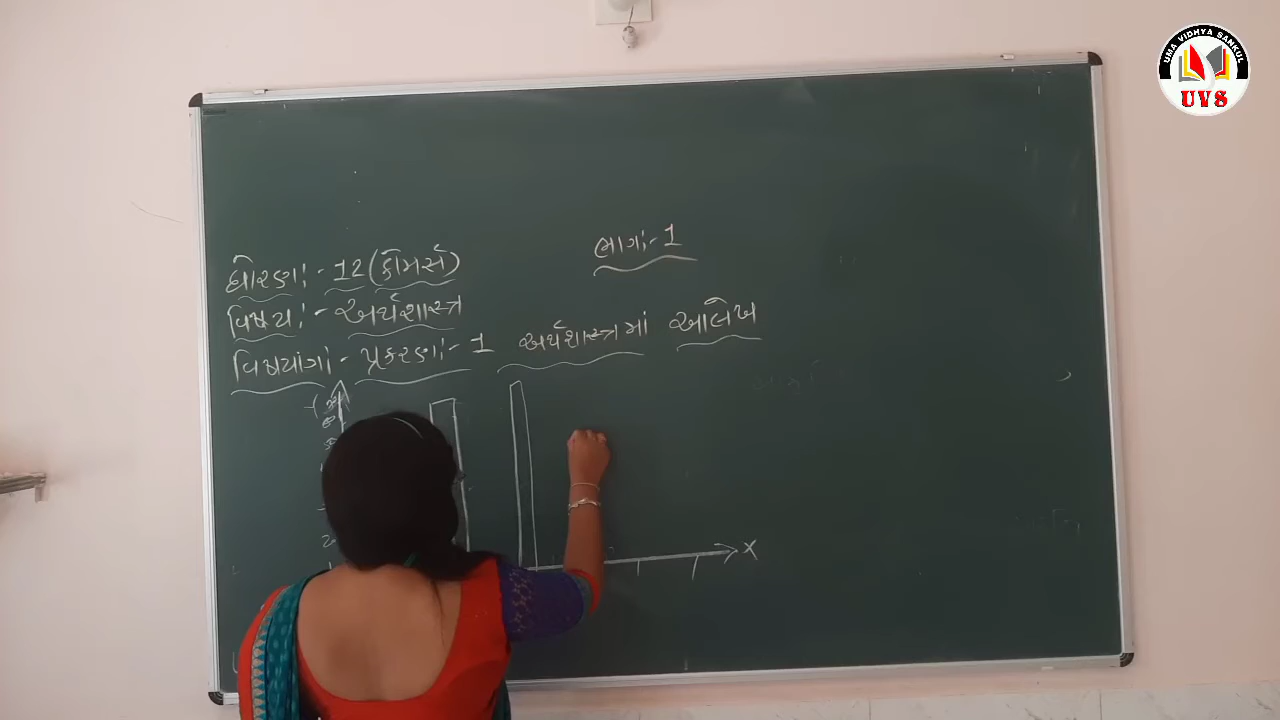 UMA VIDHYA SANKUL
UVS
ભાગઃ- 1
ધોરણઃ - 12 (કોમર્સ)
વિષયઃ - અર્થશાસ્ત્ર
વિષયાંગઃ - પ્રકરણઃ - 1 અર્થશાસ્ત્રમાં આલેખ
X